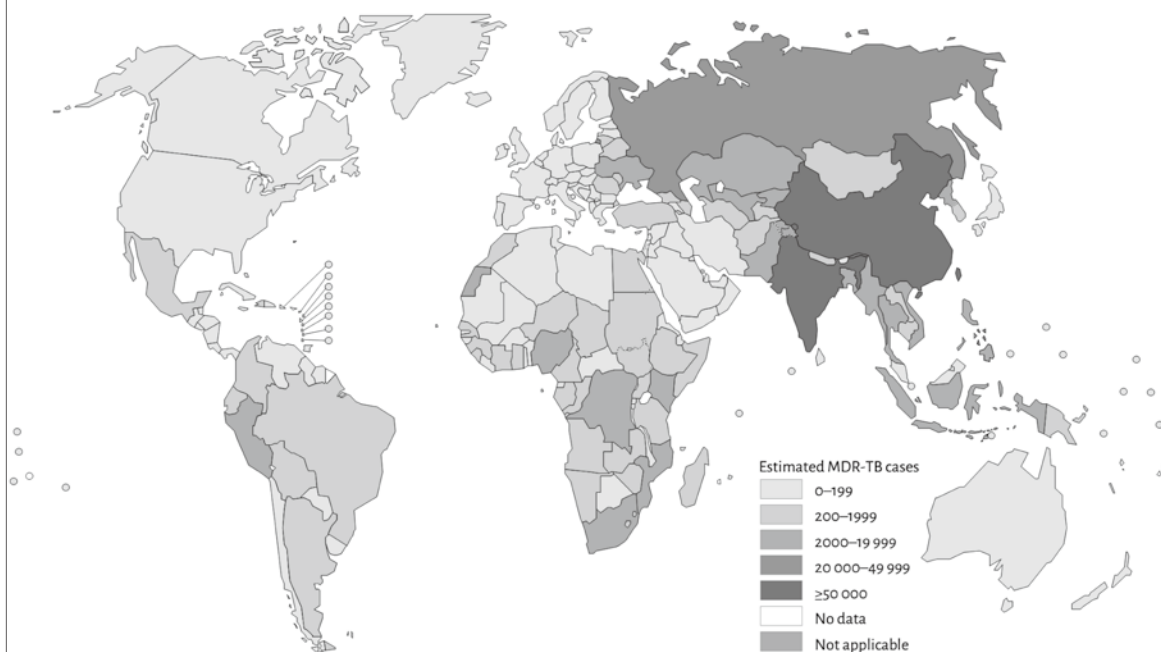 Estimated MDR-TB cases
0–199
200–1999
2000–19 999
20 000–49 999
≥50 000
No data
Not applicable